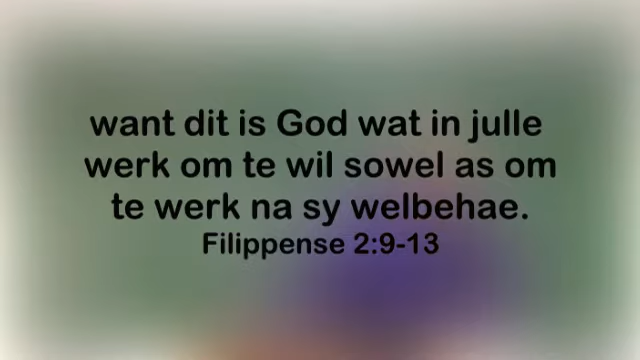 want dit is God wat in julle
werk om te wil sowel as om
te werk na sy welbehae.
Filippense 2:9-13